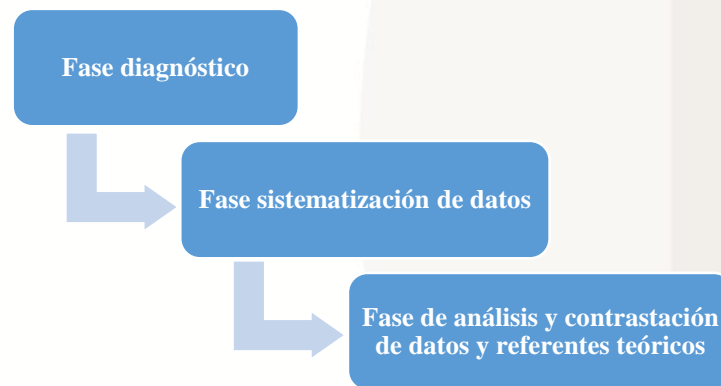 Fase diagnóstico
Fase sistematización de datos
Fase de análisis y contrastación
de datos y referentes teóricos